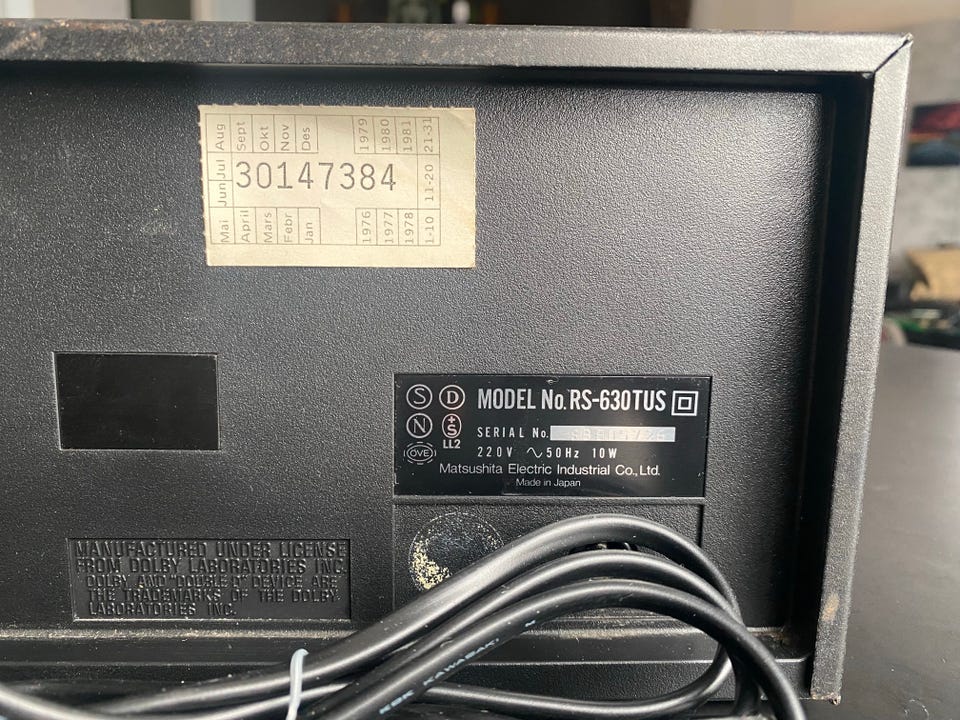 Mai Jun Jul Aug
April Sept
Mars Okt
Febr Nov
Jan Des
30147384
1976 1979
1977 1980
1978 1981
1-10 11-20 21-31
S D
N +S
LL2
OVE
MODEL No. RS-630TUS
SERIAL No.
220V ~50Hz 10W
Matsushita Electric Industrial Co., Ltd.
Made in Japan
MANUFACTURED UNDER LICENSE
FROM DOLBY LABORATORIES INC.
"DOLBY" AND "DOUBLE D" DEVICE ARE
THE TRADEMARKS OF THE DOLBY
LABORATORIES INC.
KAWASAKI